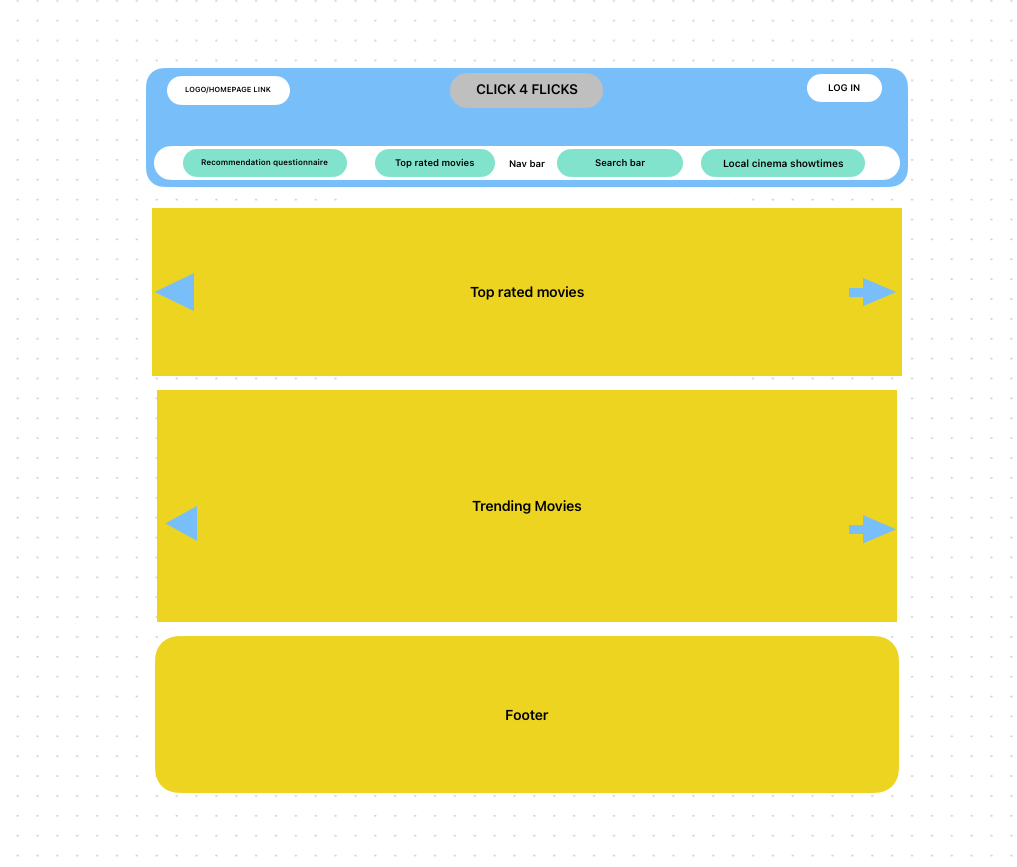 LOGO/HOMEPAGE LINK
CLICK 4 FLICKS
LOG IN
Recommendation questionnaire
Top rated movies
Nav bar
Search bar
Local cinema showtimes
Top rated movies
Trending Movies
Footer